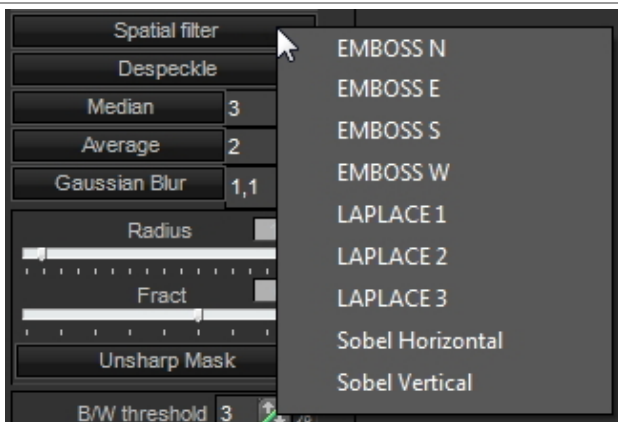 Spatial filter
Despeckle
Median 3
Average 2
Gaussian Blur 1,1
Radius
Fract
Unsharp Mask
B/W threshold 3
EMBOSS N
EMBOSS E
EMBOSS S
EMBOSS W
LAPLACE 1
LAPLACE 2
LAPLACE 3
Sobel Horizontal
Sobel Vertical